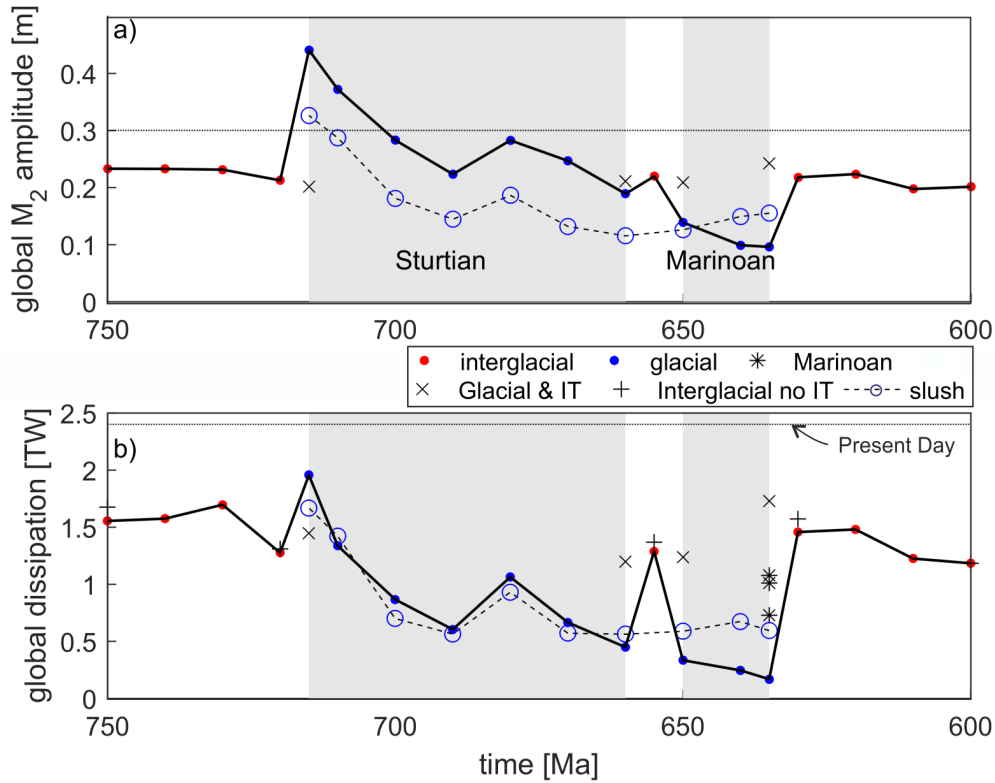 a)
global M2 amplitude [m]
0.4
0.3
0.2
0.1
0
Sturtian
Marinoan
750
700
650
600
interglacial
glacial
Marinoan
Glacial & IT
Interglacial no IT
slush
b)
global dissipation [TW]
2.5
2
1.5
1
0.5
0
Present Day
750
700
650
600
time [Ma]